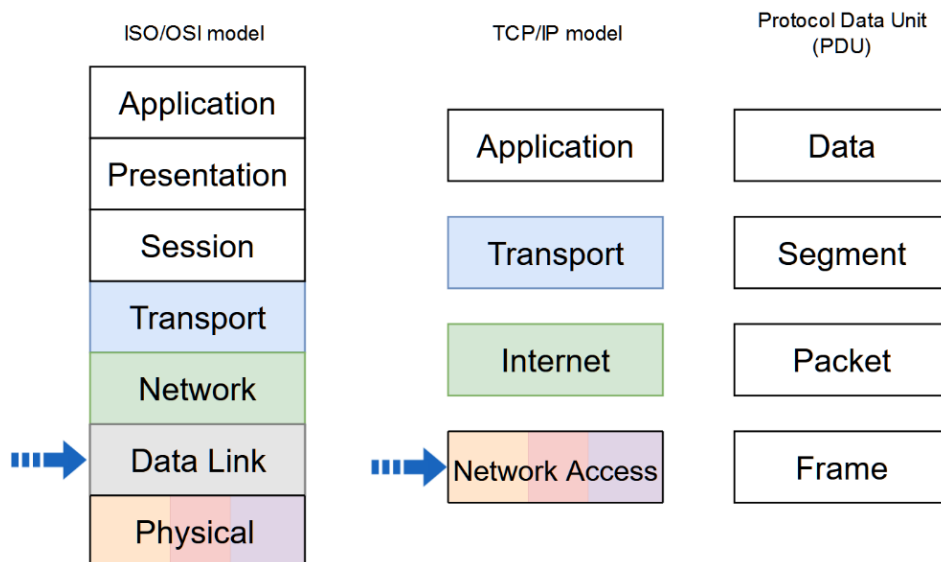 ISO/OSI model
Application
Presentation
Session
Transport
Network
Data Link
Physical
TCP/IP model
Application
Transport
Internet
Network Access
Protocol Data Unit
(PDU)
Data
Segment
Packet
Frame